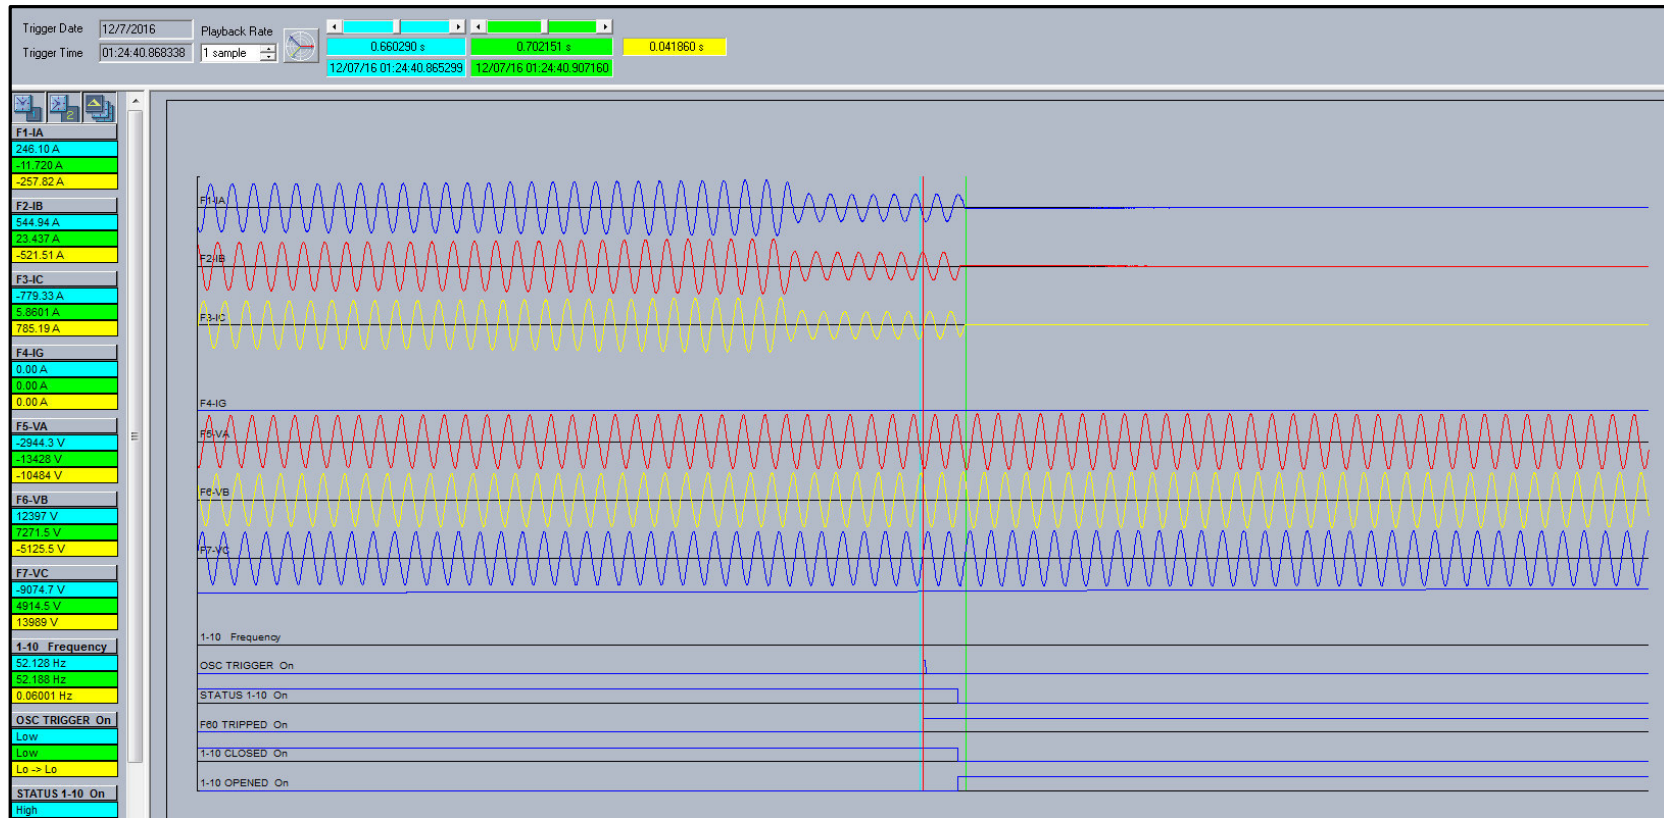 Trigger Date 12/7/2016 Playback Rate
Trigger Time 01:24:40.868338 1 sample
0.660290 s 0.702151 s 0.041860 s
12/07/16 01:24:40.865299 12/07/16 01:24:40.907160
2
F1-IA
246.10 A
-11.720 A
-257.82 A
F2-IB
544.94 A
23.437 A
-521.51 A
F3-IC
-779.33 A
5.8601 A
785.19 A
F4-IG
0.00 A
0.00 A
0.00 A
F5-VA
-2944.3 V
-13428 V
-10484 V
F6-VB
12397 V
7271.5 V
-5125.5 V
F7-VC
-9074.7 V
4914.5 V
13989 V
1-10 Frequency
52.128 Hz
52.188 Hz
0.06001 Hz
OSC TRIGGER On
Low
Low
Lo -> Lo
STATUS 1-10 On
High
F1-IA
F2-IB
F3-IC
F4-IG
F5-VA
F6-VB
F7-VC
1-10 Frequency
OSC TRIGGER On
STATUS 1-10 On
F60 TRIPPED On
1-10 CLOSED On
1-10 OPENED On